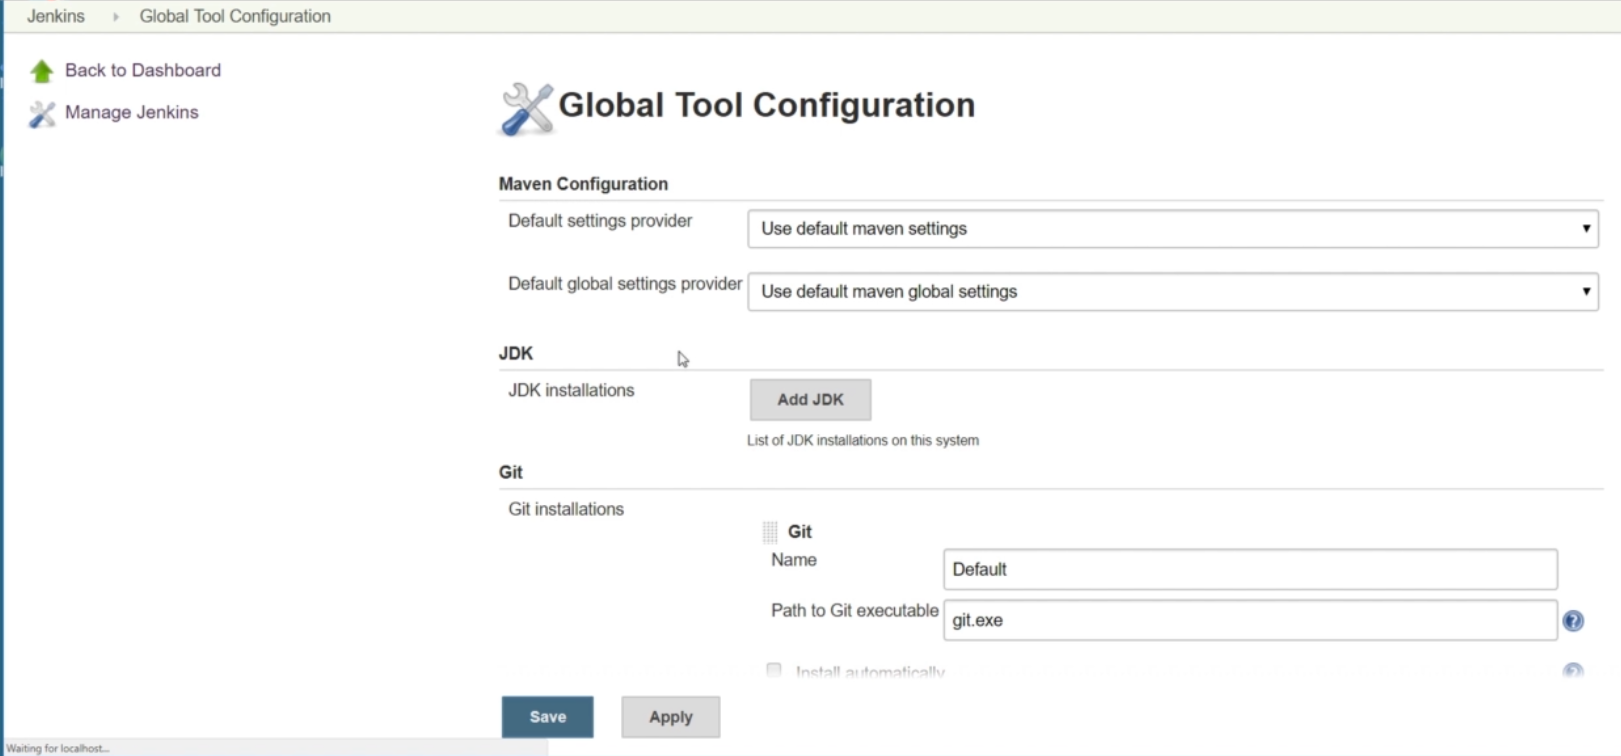 Jenkins Global Tool Configuration
Back to Dashboard
Manage Jenkins
Global Tool Configuration
Maven Configuration
Default settings provider
Use default maven settings
Default global settings provider
Use default maven global settings
JDK
JDK installations
Add JDK
List of JDK installations on this system
Git
Git installations
Git
Name
Default
Path to Git executable
git.exe
Install automatically
Save
Apply
Waiting for localhost...